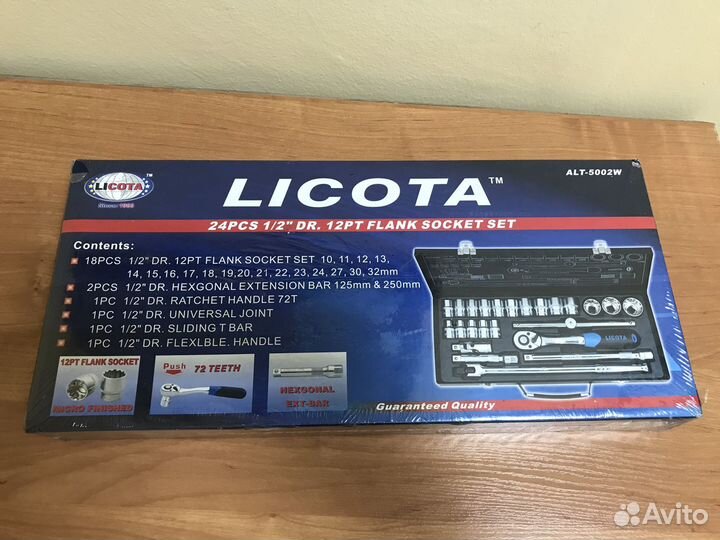 LICOTA
TM
Since 1983
LICOTA™
ALT-5002W
24PCS 1/2" DR. 12PT FLANK SOCKET SET
Contents:
18PCS 1/2" DR. 12PT FLANK SOCKET SET 10, 11, 12, 13,
14, 15, 16, 17, 18, 19,20, 21, 22, 23, 24, 27, 30, 32mm
2PCS 1/2" DR. HEXGONAL EXTENSION BAR 125mm & 250mm
1PC 1/2" DR. RATCHET HANDLE 72T
1PC 1/2" DR. UNIVERSAL JOINT
1PC 1/2" DR. SLIDING T BAR
1PC 1/2" DR. FLEXLBLE. HANDLE
12PT FLANK SOCKET
MICRO FINISHED
Push
72 TEETH
HEXGONAL
EXT-BAR
LICOTA
Guaranteed Quality
Avito